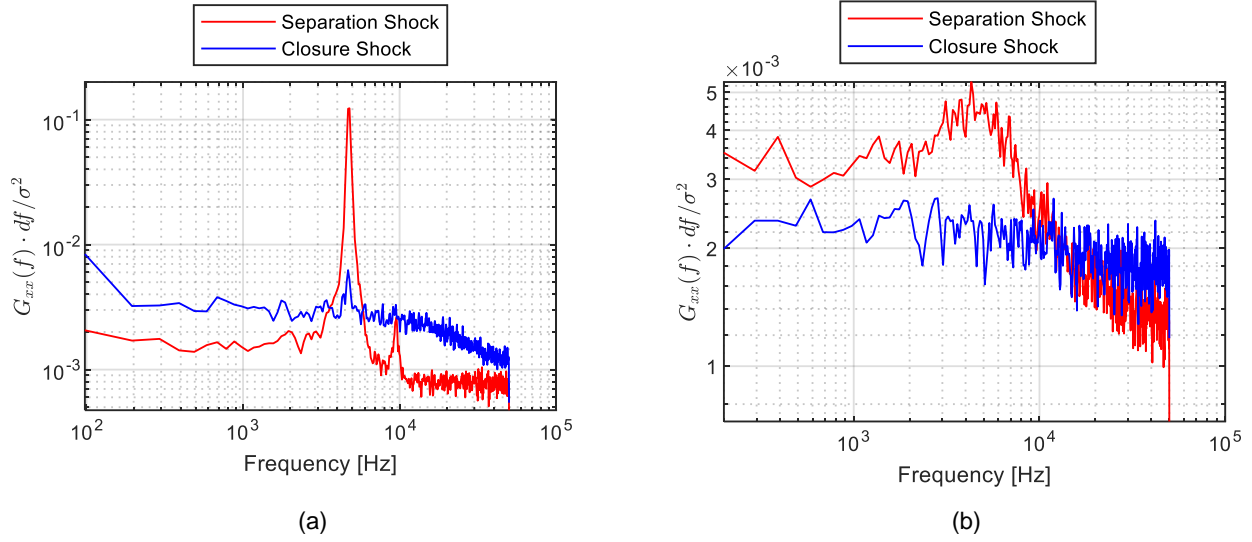 Separation Shock
Closure Shock
10^-1
10^-2
10^-3
G_xx(f) · df/σ^2
10^2
10^3
10^4
10^5
Frequency [Hz]
(a)
Separation Shock
Closure Shock
×10^-3
5
4
3
2
1
G_xx(f) · df/σ^2
10^3
10^4
10^5
Frequency [Hz]
(b)